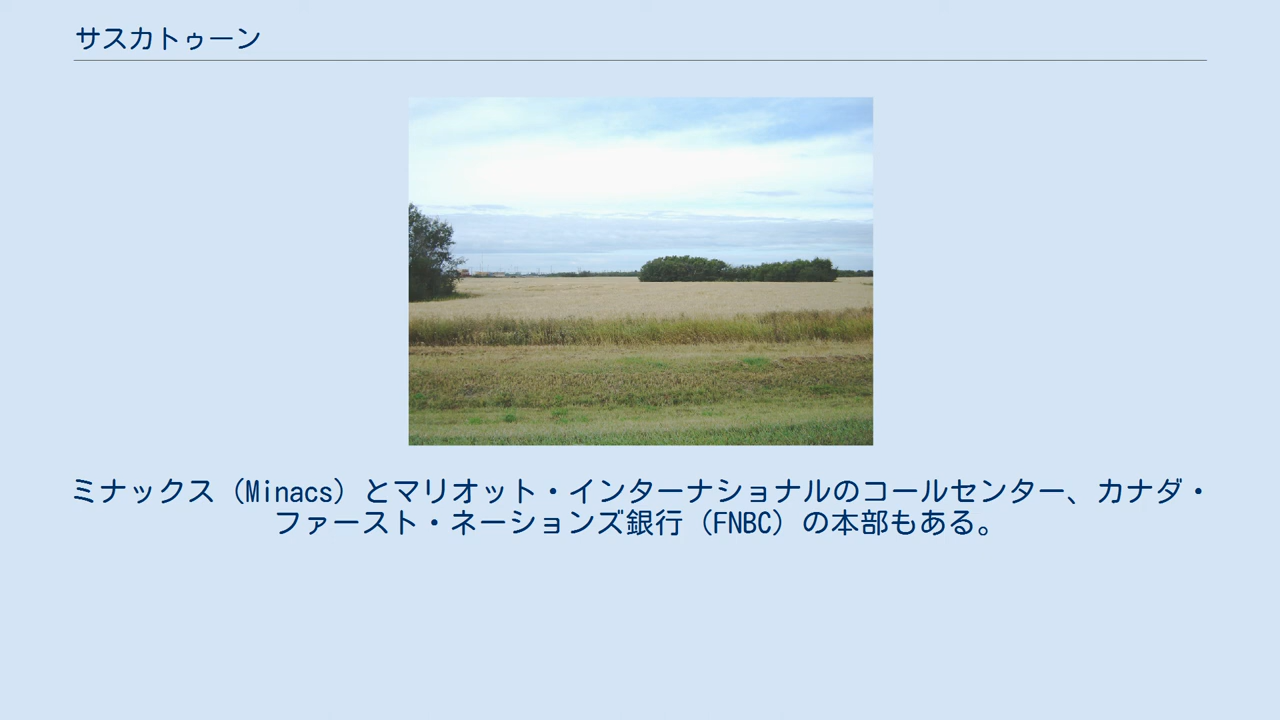 サスカトゥーン
ミナックス（Minacs）とマリオット・インターナショナルのコールセンター、カナダ・
ファースト・ネーションズ銀行（FNBC）の本部もある。